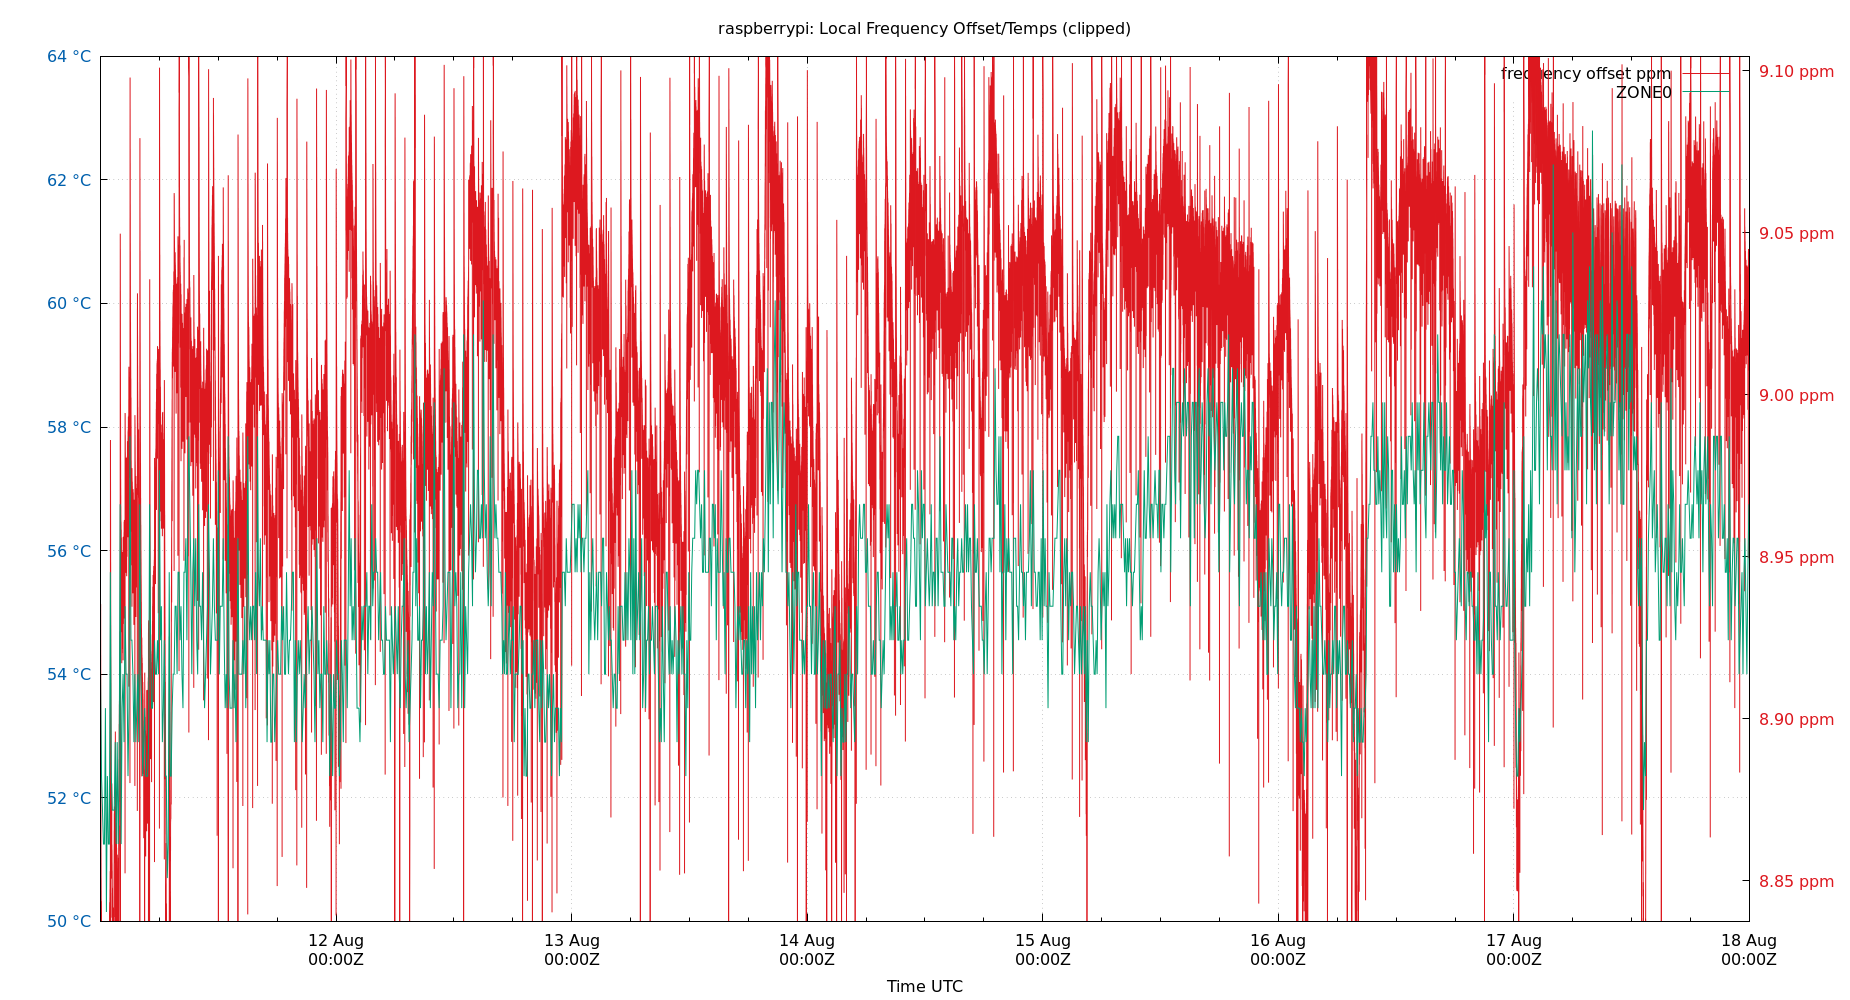 raspberrypi: Local Frequency Offset/Temps (clipped)
64 °C
62 °C
60 °C
58 °C
56 °C
54 °C
52 °C
50 °C
frequency offset ppm
ZONE0
9.10 ppm
9.05 ppm
9.00 ppm
8.95 ppm
8.90 ppm
8.85 ppm
12 Aug
00:00Z
13 Aug
00:00Z
14 Aug
00:00Z
15 Aug
00:00Z
16 Aug
00:00Z
17 Aug
00:00Z
18 Aug
00:00Z
Time UTC